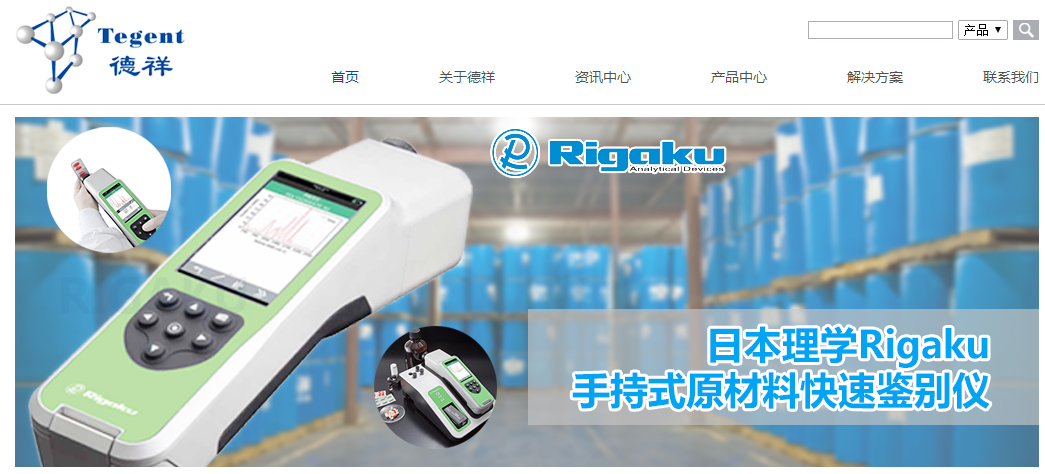 Tegent
德祥
产品
首页
关于德祥
资讯中心
产品中心
解决方案
联系我们
Rigaku
Analytical Devices
Rigaku
日本理学Rigaku
手持式原材料快速鉴别仪